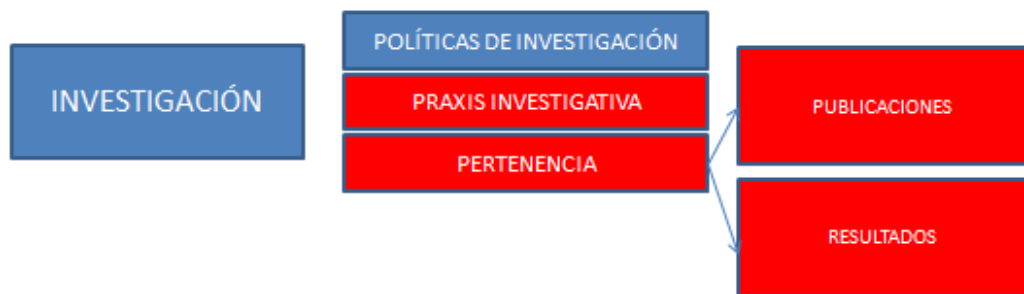 INVESTIGACIÓN
POLÍTICAS DE INVESTIGACIÓN
PRAXIS INVESTIGATIVA
PERTENENCIA
PUBLICACIONES
RESULTADOS